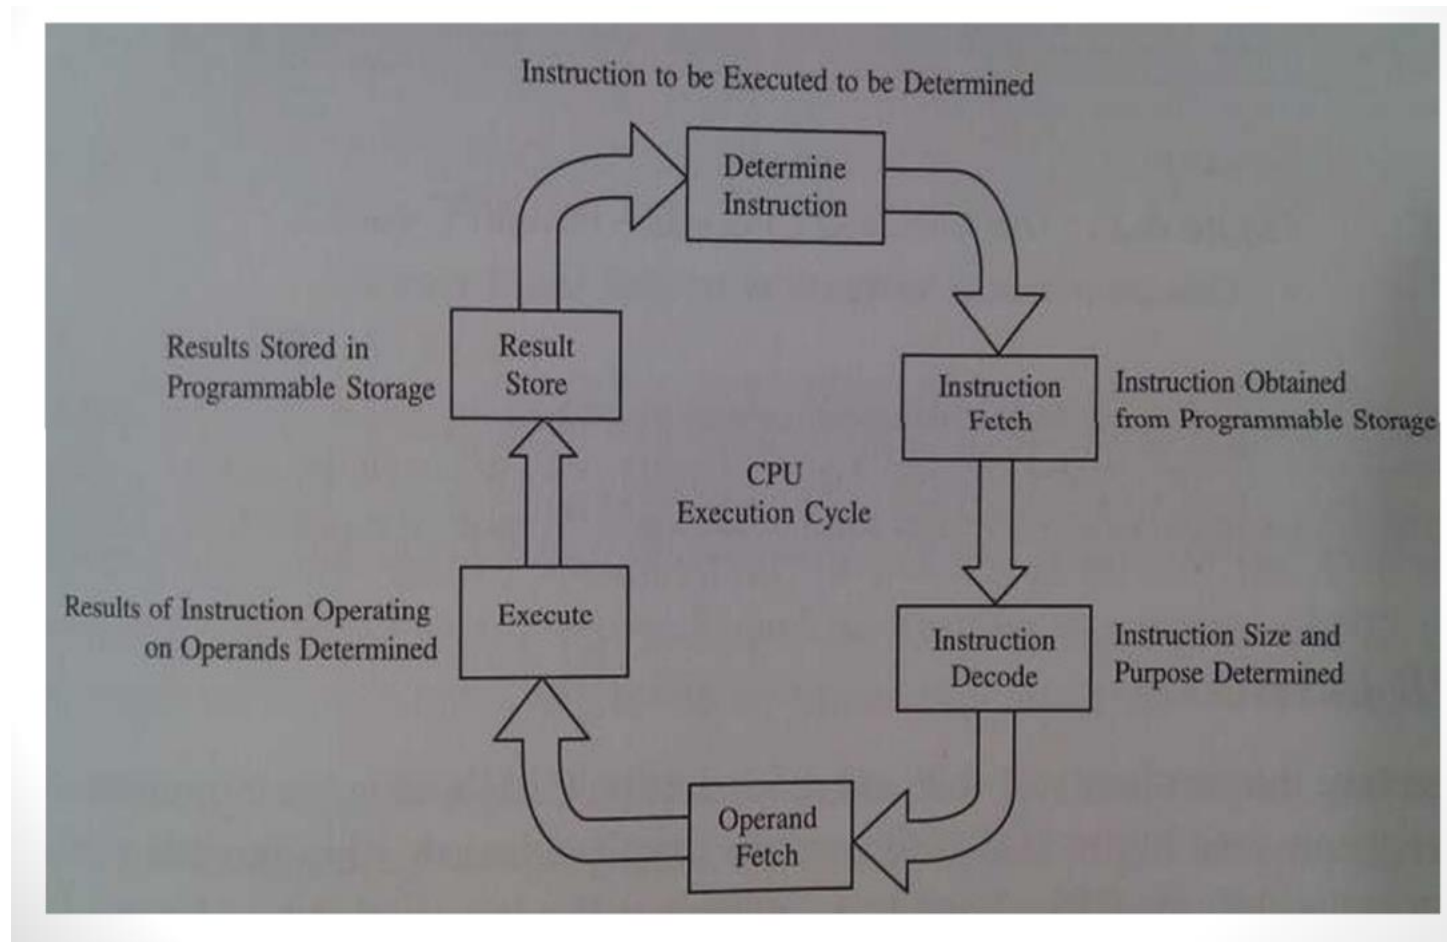 Instruction to be Executed to be Determined
Determine
Instruction
Instruction
Fetch
Instruction Obtained
from Programmable Storage
Instruction
Decode
Instruction Size and
Purpose Determined
Operand
Fetch
Execute
Results of Instruction Operating
on Operands Determined
Result
Store
Results Stored in
Programmable Storage
CPU
Execution Cycle